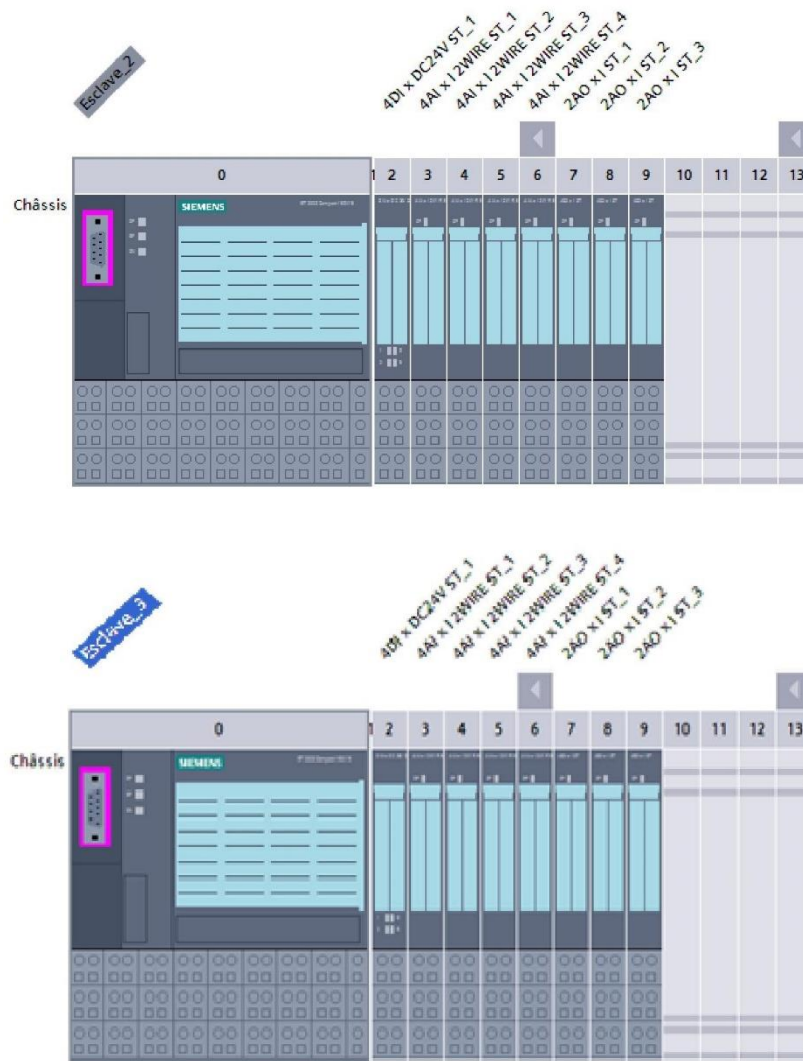 Esclave_2
4DI x DC24V ST_1
4AI x I 2WIRE ST_1
4AI x I 2WIRE ST_2
4AI x I 2WIRE ST_3
4AI x I 2WIRE ST_4
2AO x I ST_1
2AO x I ST_2
2AO x I ST_3
0 1 2 3 4 5 6 7 8 9 10 11 12 13
Châssis
SIEMENS
Esclave_3
4DI x DC24V ST_1
4AI x I 2WIRE ST_1
4AI x I 2WIRE ST_2
4AI x I 2WIRE ST_3
4AI x I 2WIRE ST_4
2AO x I ST_1
2AO x I ST_2
2AO x I ST_3
0 1 2 3 4 5 6 7 8 9 10 11 12 13
Châssis
SIEMENS